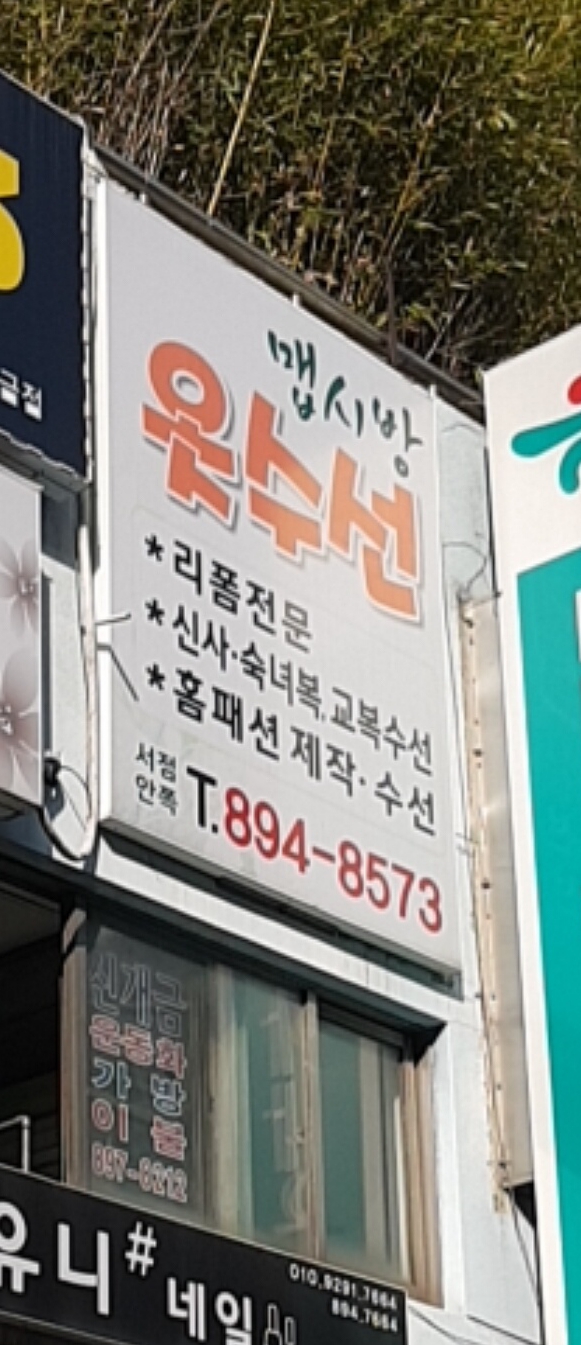 맵시방
옷수선
*리폼전문
*신사·숙녀복,교복수선
*홈패션 제작·수선
서점
안쪽 T.894-8573
신개금
운동화
가 방
이 불
897-8212
유니# 네일
010.9291.7664
894.7664